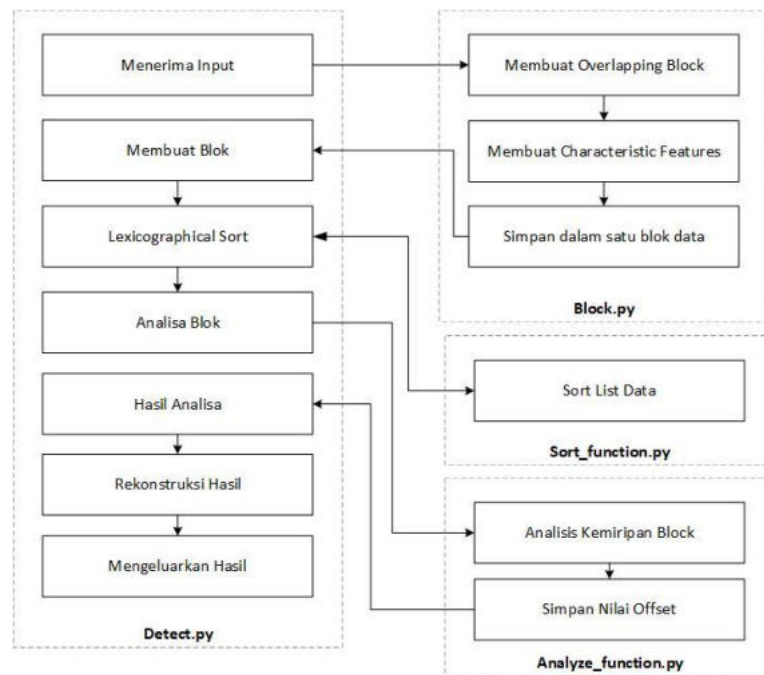 Menerima Input
Membuat Blok
Lexicographical Sort
Analisa Blok
Hasil Analisa
Rekonstruksi Hasil
Mengeluarkan Hasil
Detect.py
Membuat Overlapping Block
Membuat Characteristic Features
Simpan dalam satu blok data
Block.py
Sort List Data
Sort_function.py
Analisis Kemiripan Block
Simpan Nilai Offset
Analyze_function.py